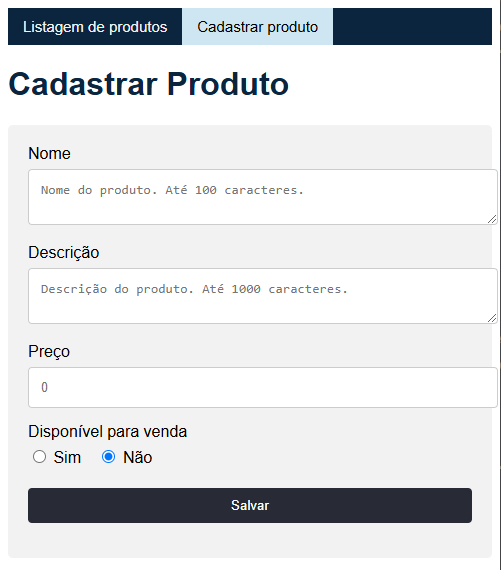 Listagem de produtos Cadastrar produto
Cadastrar Produto
Nome
Nome do produto. Até 100 caracteres.
Descrição
Descrição do produto. Até 1000 caracteres.
Preço
0
Disponível para venda
Sim Não
Salvar